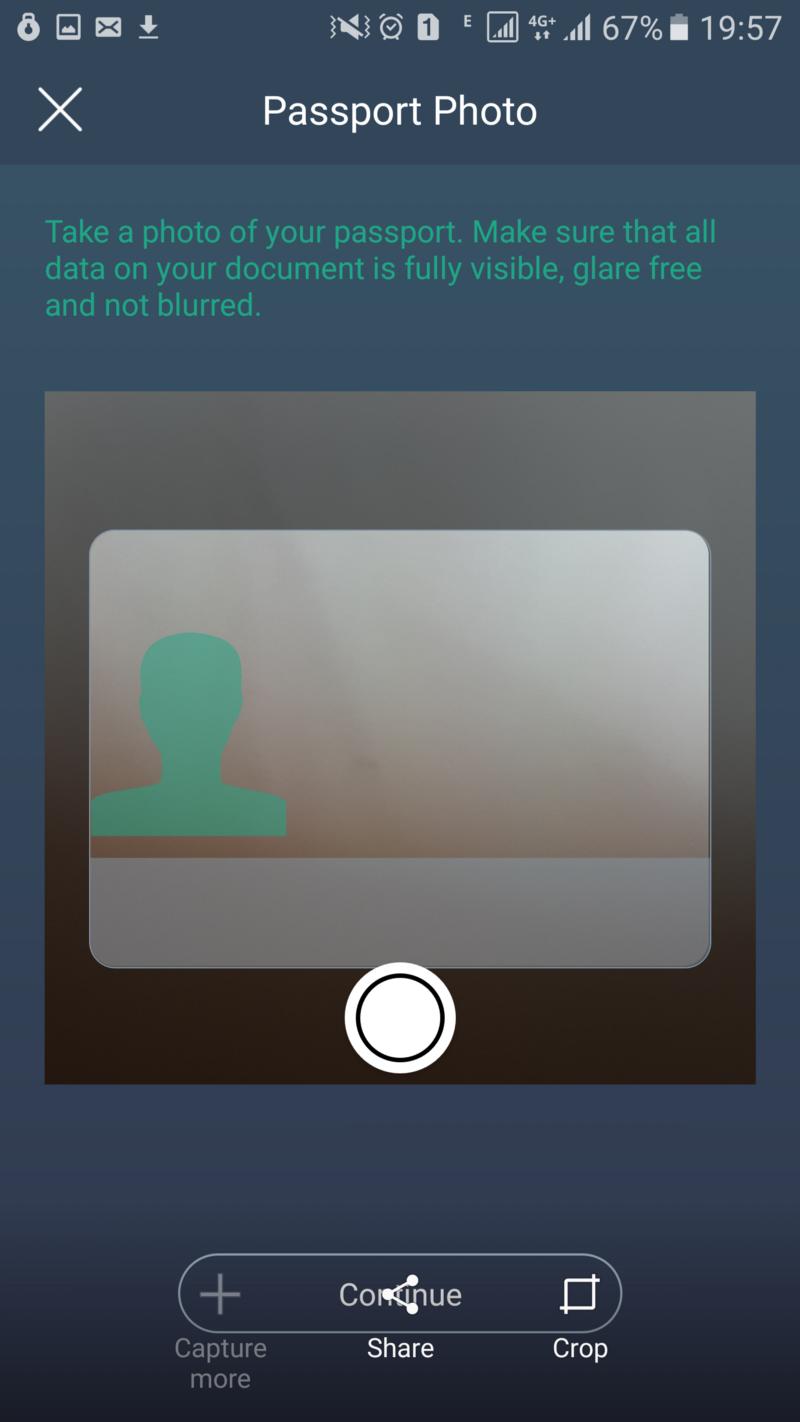 1 E 4G+ 67% 19:57
Passport Photo
Take a photo of your passport. Make sure that all
data on your document is fully visible, glare free
and not blurred.
Continue
Capture
more
Share
Crop